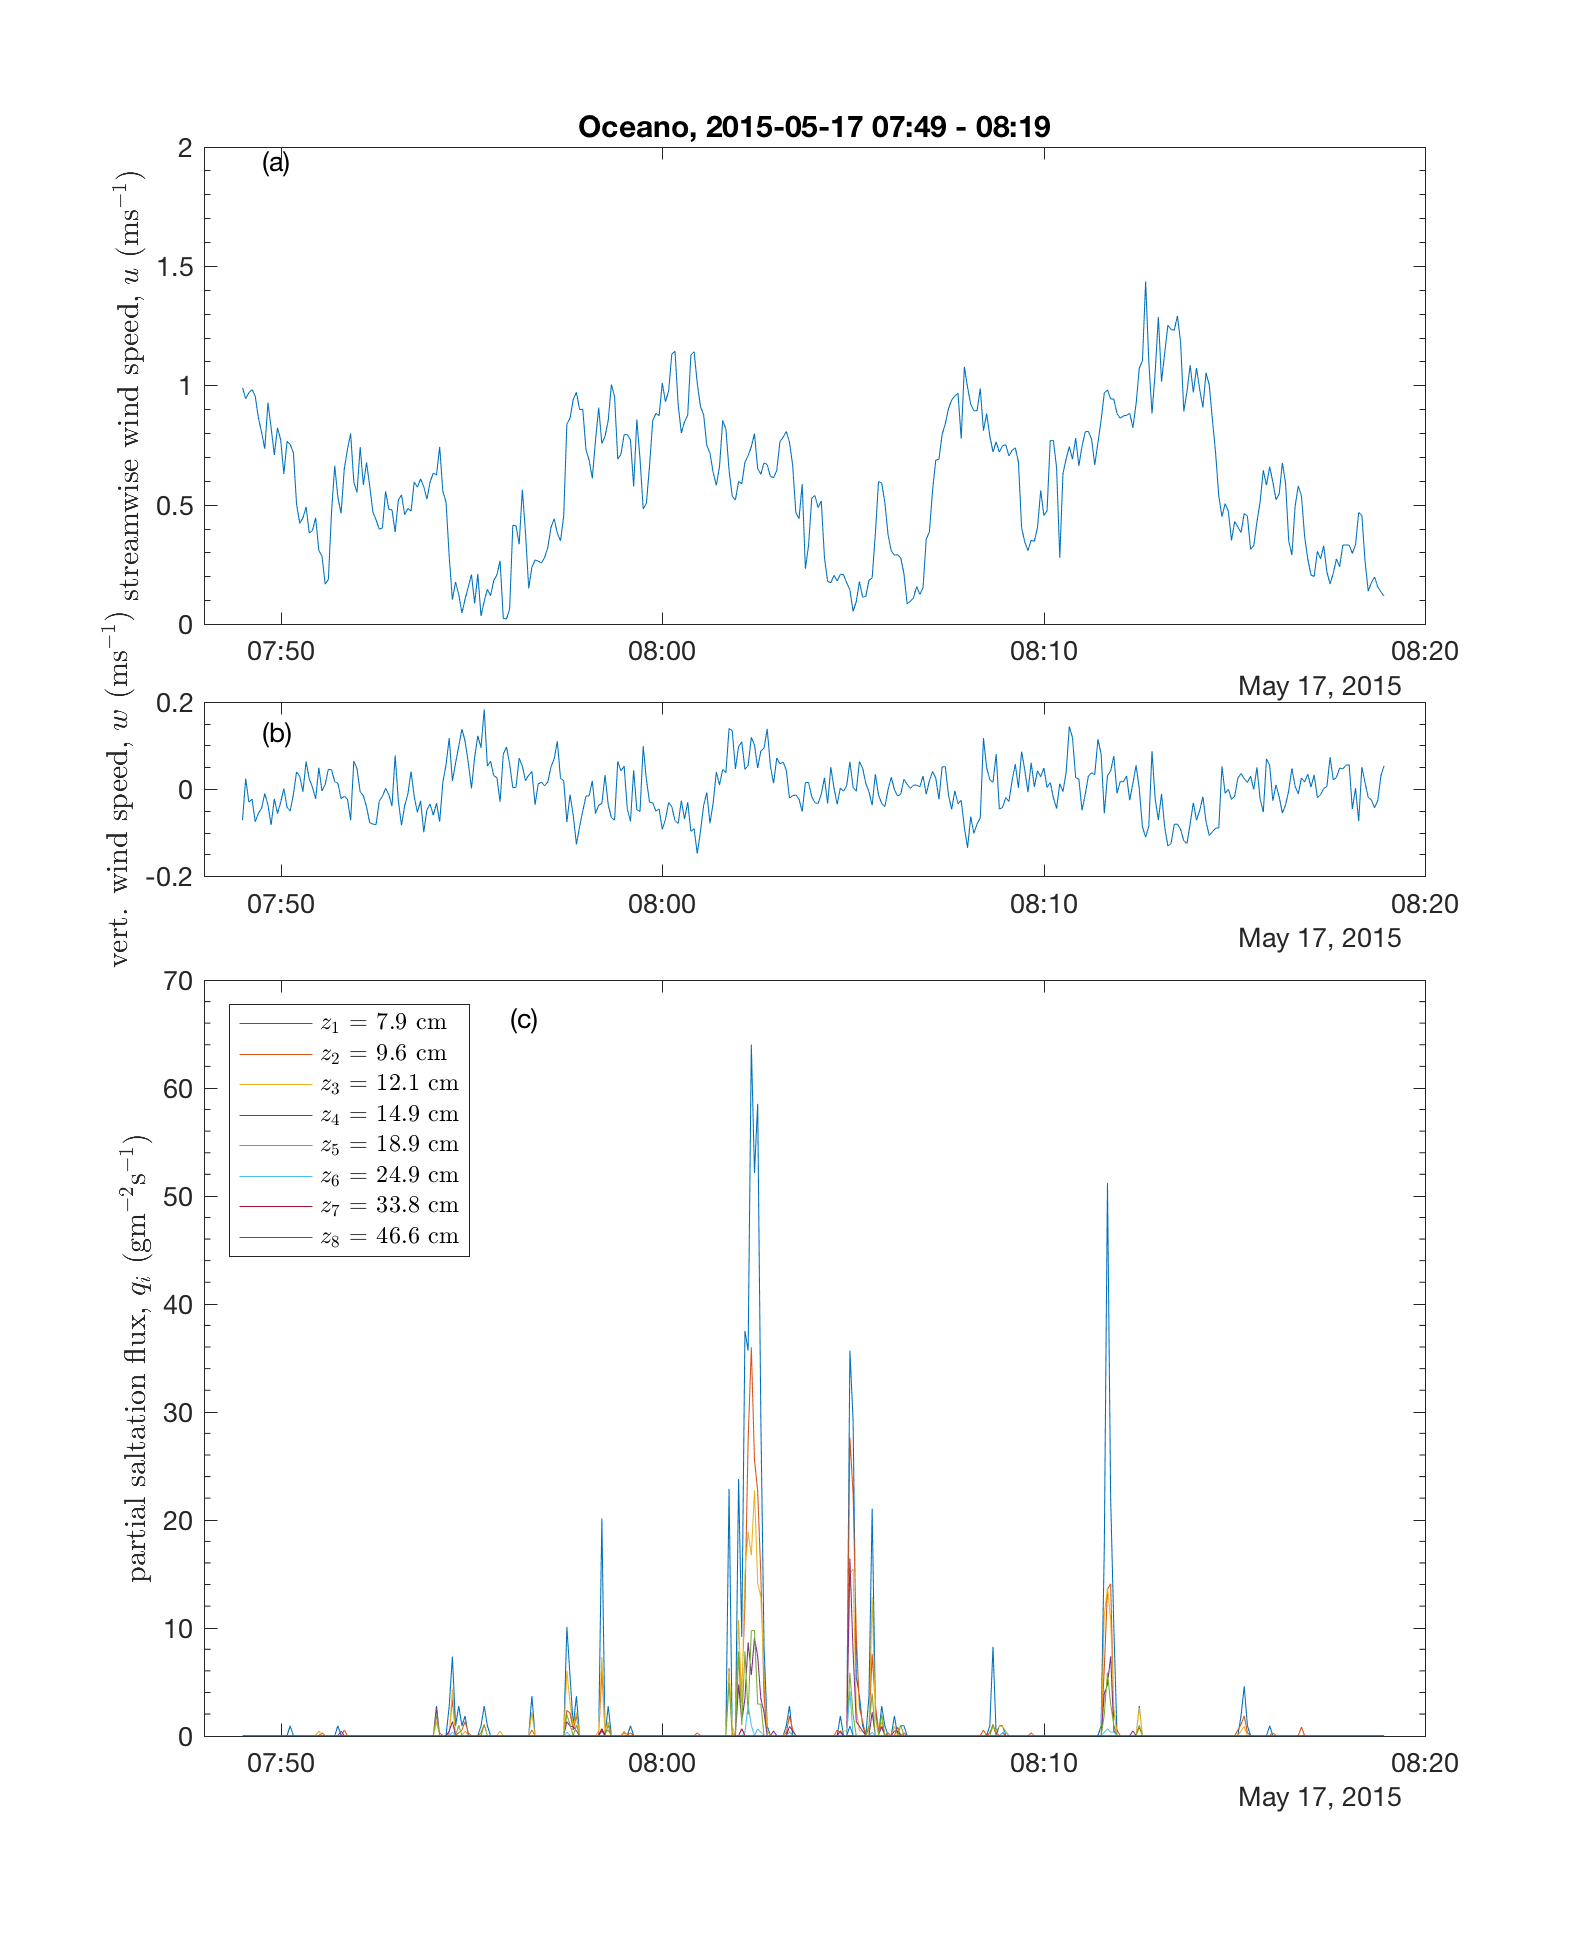 Oceano, 2015-05-17 07:49 - 08:19
(a)
streamwise wind speed, u (ms⁻¹)
2
1.5
1
0.5
0
07:50 08:00 08:10 08:20
May 17, 2015
(b)
vert. wind speed, w (ms⁻¹)
0.2
0
-0.2
07:50 08:00 08:10 08:20
May 17, 2015
(c)
partial saltation flux, qᵢ (gm⁻²s⁻¹)
70
60
50
40
30
20
10
0
z₁ = 7.9 cm
z₂ = 9.6 cm
z₃ = 12.1 cm
z₄ = 14.9 cm
z₅ = 18.9 cm
z₆ = 24.9 cm
z₇ = 33.8 cm
z₈ = 46.6 cm
07:50 08:00 08:10 08:20
May 17, 2015